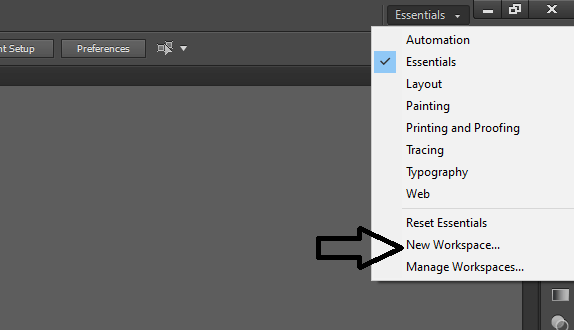 Essentials
nt Setup
Preferences
Automation
Essentials
Layout
Painting
Printing and Proofing
Tracing
Typography
Web
Reset Essentials
New Workspace...
Manage Workspaces...